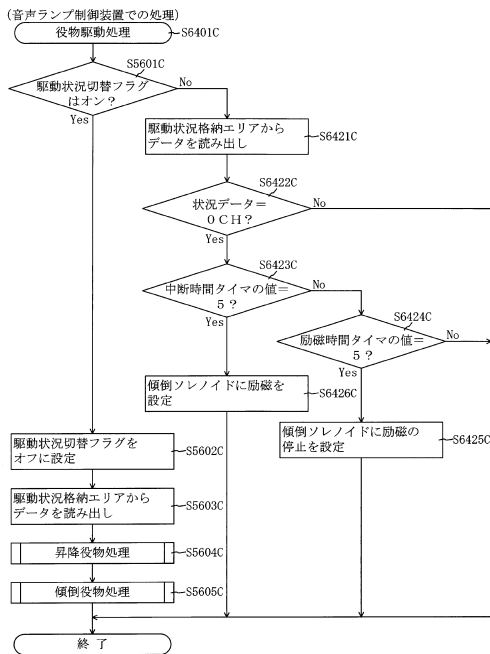 (音声ランプ制御装置での処理)
役物駆動処理
S6401C
S5601C
駆動状況切替フラグ
はオン？
No
Yes
駆動状況格納エリアから
データを読み出し
S6421C
S6422C
状況データ＝
０ＣＨ？
No
Yes
S6423C
中断時間タイマの値＝
５？
No
Yes
S6424C
励磁時間タイマの値＝
５？
No
Yes
傾倒ソレノイドに励磁を
設定
S6426C
傾倒ソレノイドに励磁の
停止を設定
S6425C
駆動状況切替フラグを
オフに設定
S5602C
駆動状況格納エリアから
データを読み出し
S5603C
昇降役物処理
S5604C
傾倒役物処理
S5605C
終 了